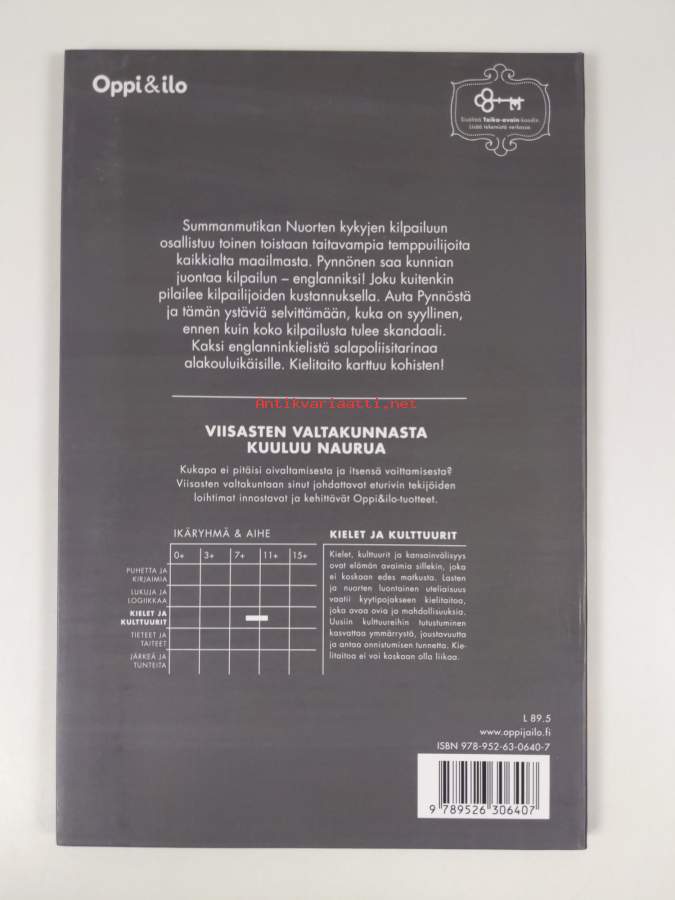 Oppi&ilo
Sisältää Taika-avain-koodin.
Lisää tekemistä verkossa.
Summanmutikan Nuorten kykyjen kilpailuun
osallistuu toinen toistaan taitavampia temppuilijoita
kaikkialta maailmasta. Pynnönen saa kunnian
juontaa kilpailun – englanniksi! Joku kuitenkin
pilailee kilpailijoiden kustannuksella. Auta Pynnöstä
ja tämän ystäviä selvittämään, kuka on syyllinen,
ennen kuin koko kilpailusta tulee skandaali.
Kaksi englanninkielistä salapoliisitarinaa
alakouluikäisille. Kielitaito karttuu kohisten!
Antikvariaatti.net
VIISASTEN VALTAKUNNASTA
KUULUU NAURUA
Kukapa ei pitäisi oivaltamisesta ja itsensä voittamisesta?
Viisasten valtakuntaan sinut johdattavat eturivin tekijöiden
loihtimat innostavat ja kehittävät Oppi&ilo-tuotteet.
IKÄRYHMÄ & AIHE
0+ 3+ 7+ 11+ 15+
PUHETTA JA
KIRJAIMIA
LUKUJA JA
LOGIIKKAA
KIELET JA
KULTTUURIT
TIETEET JA
TAITEET
JÄRKEÄ JA
TUNTEITA
KIELET JA KULTTUURIT
Kielet, kulttuurit ja kansainvälisyys
ovat elämän avaimia sillekin, joka
ei koskaan edes matkusta. Lasten
ja nuorten luontainen uteliaisuus
vaatii kyytipojakseen kielitaitoa,
joka avaa ovia ja mahdollisuuksia.
Uusiin kulttuureihin tutustuminen
kasvattaa ymmärrystä, joustavuutta
ja antaa onnistumisen tunnetta. Kie-
litaitoa ei voi koskaan olla liikaa.
L 89.5
www.oppijailo.fi
ISBN 978-952-63-0640-7
9 789526 306407